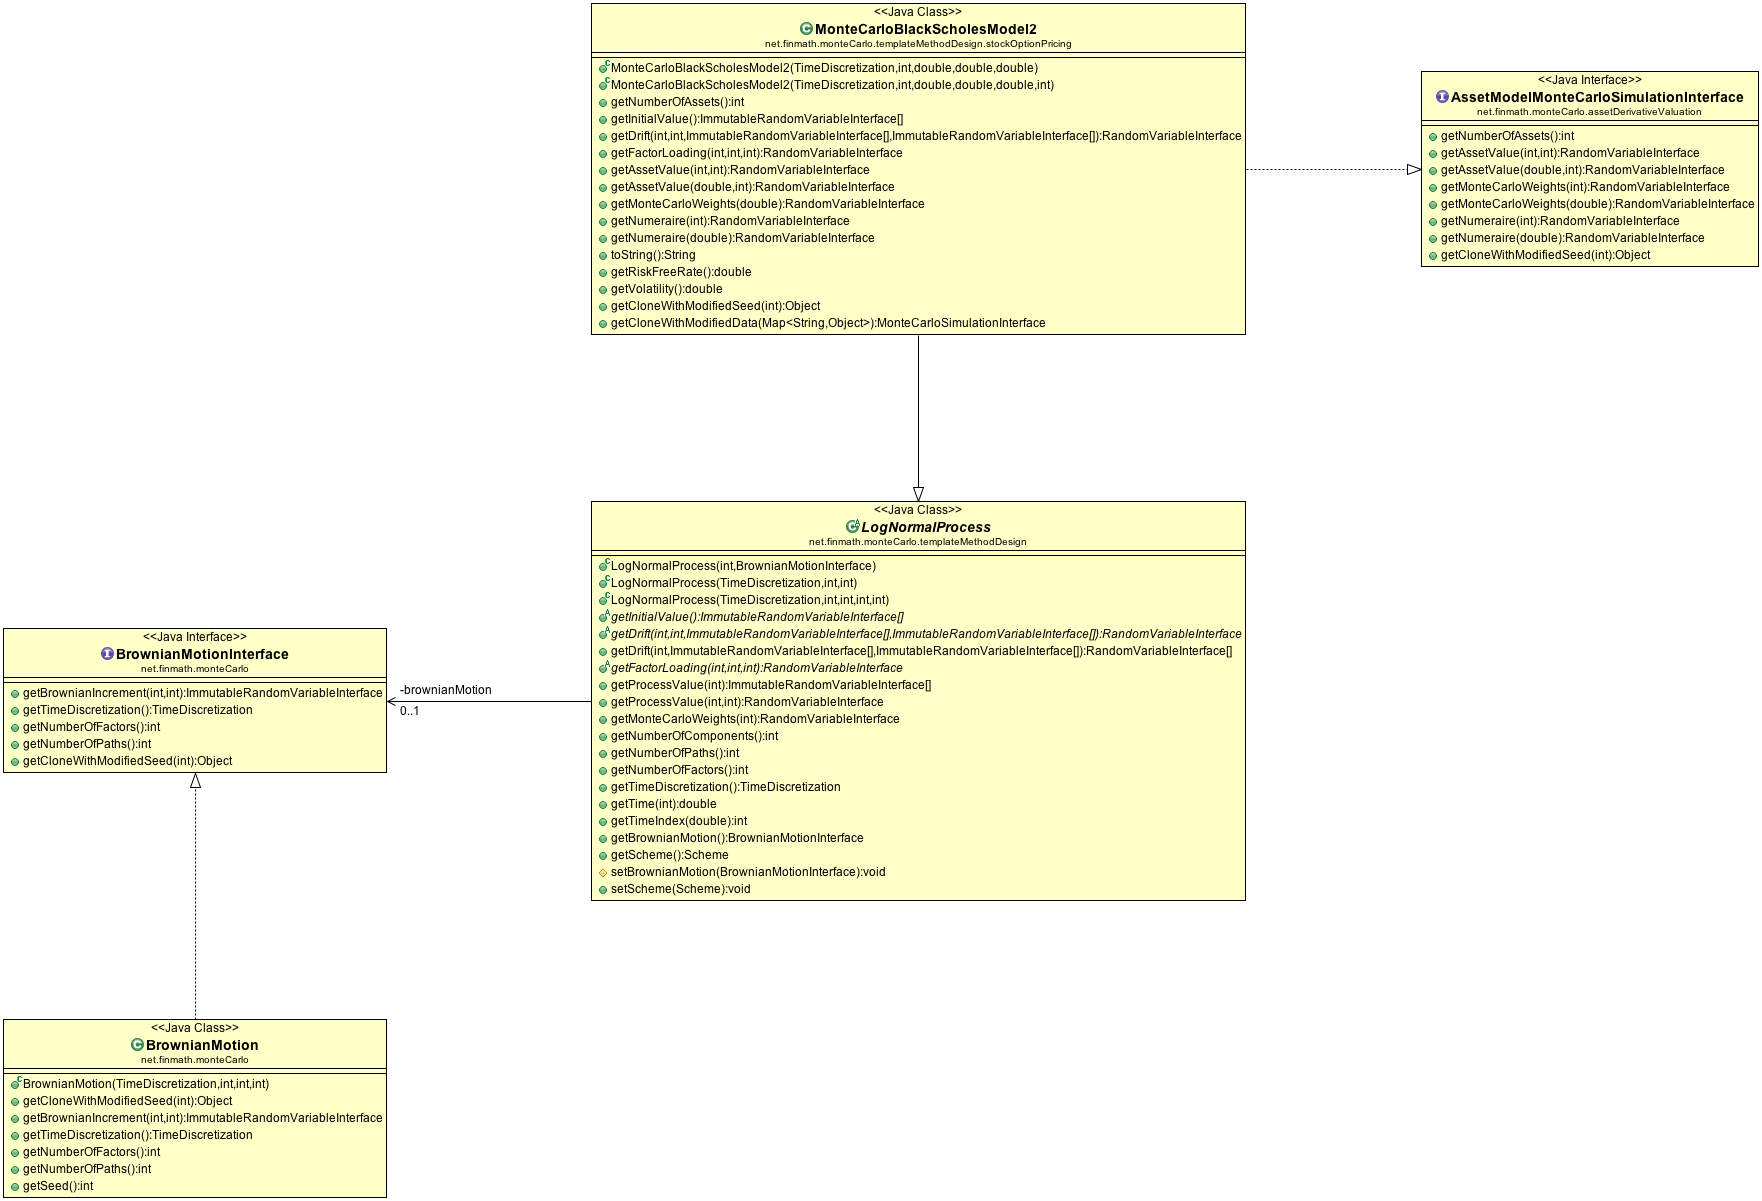 <<Java Class>>
MonteCarloBlackScholesModel2
net.finmath.monteCarlo.templateMethodDesign.stockOptionPricing
MonteCarloBlackScholesModel2(TimeDiscretization,int,double,double,double)
MonteCarloBlackScholesModel2(TimeDiscretization,int,double,double,double,int)
getNumberOfAssets():int
getInitialValue():ImmutableRandomVariableInterface[]
getDrift(int,int,ImmutableRandomVariableInterface[],ImmutableRandomVariableInterface[]):RandomVariableInterface
getFactorLoading(int,int,int):RandomVariableInterface
getAssetValue(int,int):RandomVariableInterface
getAssetValue(double,int):RandomVariableInterface
getMonteCarloWeights(double):RandomVariableInterface
getNumeraire(int):RandomVariableInterface
getNumeraire(double):RandomVariableInterface
toString():String
getRiskFreeRate():double
getVolatility():double
getCloneWithModifiedSeed(int):Object
getCloneWithModifiedData(Map<String,Object>):MonteCarloSimulationInterface
<<Java Interface>>
AssetModelMonteCarloSimulationInterface
net.finmath.monteCarlo.assetDerivativeValuation
getNumberOfAssets():int
getAssetValue(int,int):RandomVariableInterface
getAssetValue(double,int):RandomVariableInterface
getMonteCarloWeights(int):RandomVariableInterface
getMonteCarloWeights(double):RandomVariableInterface
getNumeraire(int):RandomVariableInterface
getNumeraire(double):RandomVariableInterface
getCloneWithModifiedSeed(int):Object
<<Java Class>>
LogNormalProcess
net.finmath.monteCarlo.templateMethodDesign
LogNormalProcess(int,BrownianMotionInterface)
LogNormalProcess(TimeDiscretization,int,int)
LogNormalProcess(TimeDiscretization,int,int,int,int)
getInitialValue():ImmutableRandomVariableInterface[]
getDrift(int,int,ImmutableRandomVariableInterface[],ImmutableRandomVariableInterface[]):RandomVariableInterface
getDrift(int,ImmutableRandomVariableInterface[],ImmutableRandomVariableInterface[]):RandomVariableInterface[]
getFactorLoading(int,int,int):RandomVariableInterface
getProcessValue(int):ImmutableRandomVariableInterface[]
getProcessValue(int,int):RandomVariableInterface
getMonteCarloWeights(int):RandomVariableInterface
getNumberOfComponents():int
getNumberOfPaths():int
getNumberOfFactors():int
getTimeDiscretization():TimeDiscretization
getTime(int):double
getTimeIndex(double):int
getBrownianMotion():BrownianMotionInterface
getScheme():Scheme
setBrownianMotion(BrownianMotionInterface):void
setScheme(Scheme):void
<<Java Interface>>
BrownianMotionInterface
net.finmath.monteCarlo
getBrownianIncrement(int,int):ImmutableRandomVariableInterface
getTimeDiscretization():TimeDiscretization
getNumberOfFactors():int
getNumberOfPaths():int
getCloneWithModifiedSeed(int):Object
-brownianMotion
0..1
<<Java Class>>
BrownianMotion
net.finmath.monteCarlo
BrownianMotion(TimeDiscretization,int,int,int)
getCloneWithModifiedSeed(int):Object
getBrownianIncrement(int,int):ImmutableRandomVariableInterface
getTimeDiscretization():TimeDiscretization
getNumberOfFactors():int
getNumberOfPaths():int
getSeed():int